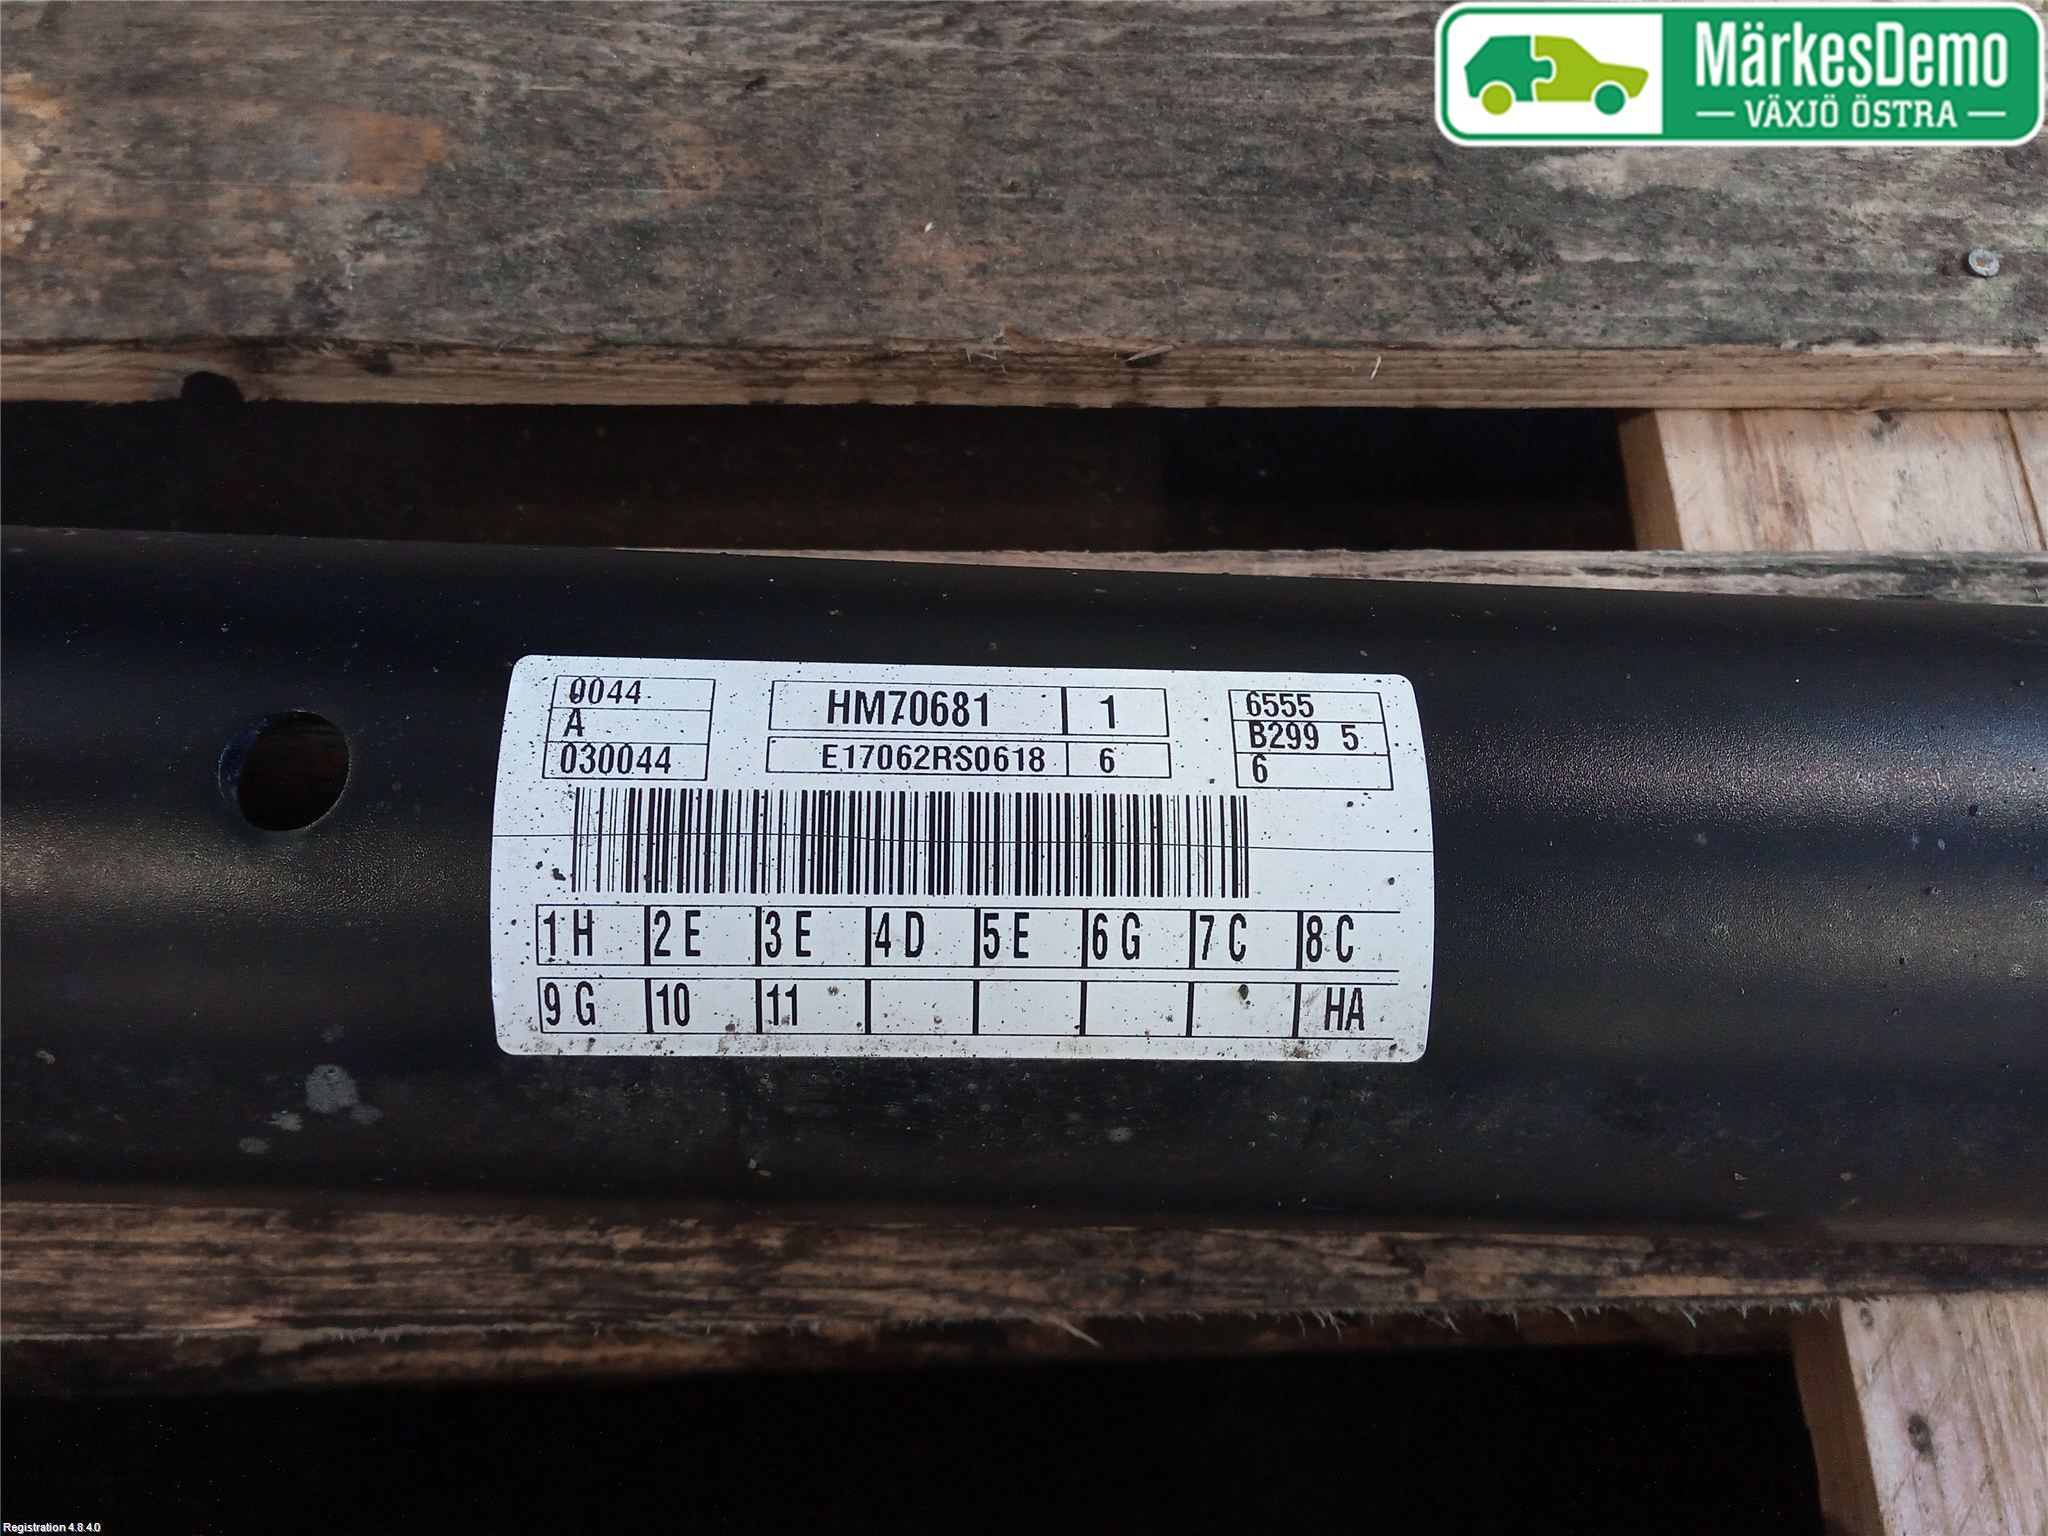 MärkesDemo
VÄXJÖ ÖSTRA
0044
A
030044
HM70681 1
E17062RS0618 6
6555
B299 5
6
1 H 2 E 3 E 4 D 5 E 6 G 7 C 8 C
9 G 10 11 HA
Registration 4.8.4.0